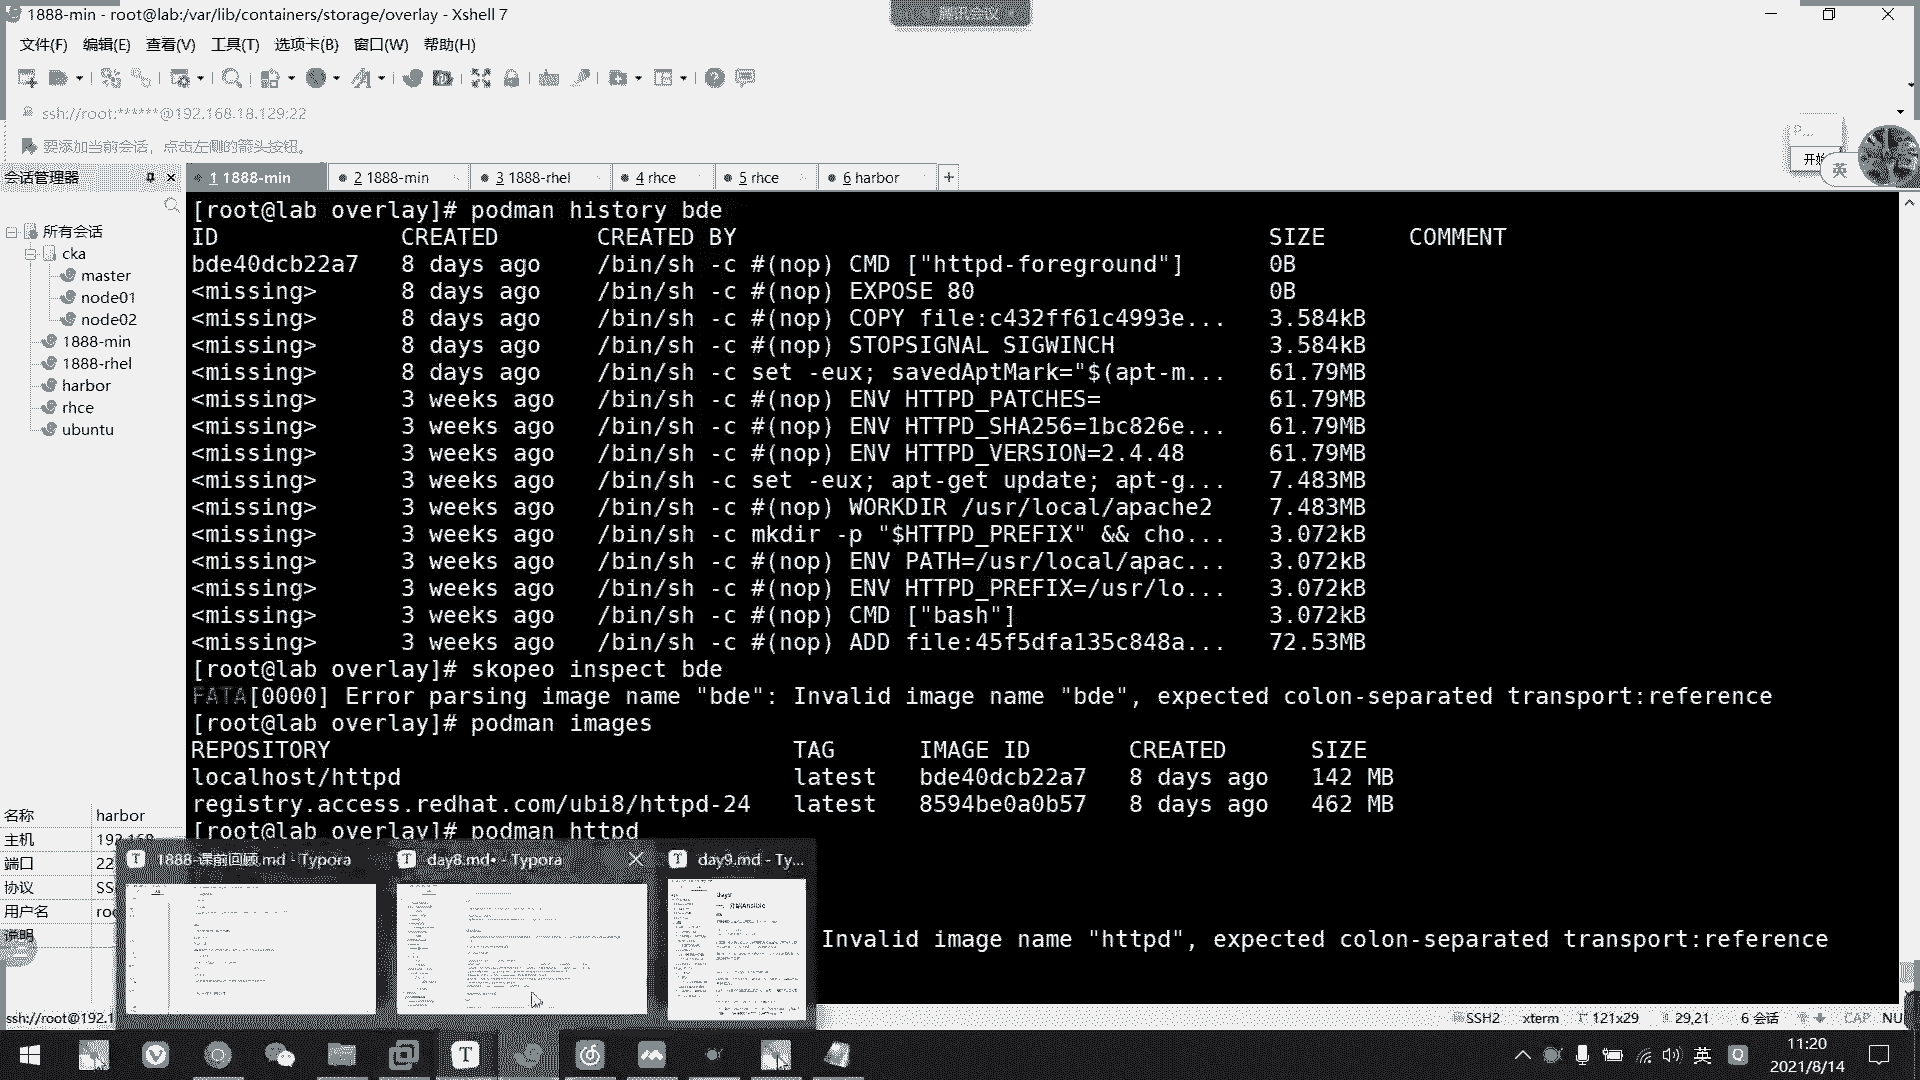 1888-min - root@lab:/var/lib/containers/storage/overlay - Xshell 7
腾讯会议
文件(F) 编辑(E) 查看(V) 工具(T) 选项卡(B) 窗口(W) 帮助(H)
ssh://root:******@192.168.18.129:22
要添加当前会话，点击左侧的箭头按钮。
P...
开始
英
会话管理器
1 1888-min
2 1888-min
3 1888-rhel
4 rhce
5 rhce
6 harbor
所有会话
cka
master
node01
node02
1888-min
1888-rhel
harbor
rhce
ubuntu
[root@lab overlay]# podman history bde
ID CREATED CREATED BY SIZE COMMENT
bde40dcb22a7 8 days ago /bin/sh -c #(nop) CMD ["httpd-foreground"] 0B
<missing> 8 days ago /bin/sh -c #(nop) EXPOSE 80 0B
<missing> 8 days ago /bin/sh -c #(nop) COPY file:c432ff61c4993e... 3.584kB
<missing> 8 days ago /bin/sh -c #(nop) STOPSIGNAL SIGWINCH 3.584kB
<missing> 8 days ago /bin/sh -c set -eux; savedAptMark="$(apt-m... 61.79MB
<missing> 3 weeks ago /bin/sh -c #(nop) ENV HTTPD_PATCHES= 61.79MB
<missing> 3 weeks ago /bin/sh -c #(nop) ENV HTTPD_SHA256=1bc826e... 61.79MB
<missing> 3 weeks ago /bin/sh -c #(nop) ENV HTTPD_VERSION=2.4.48 61.79MB
<missing> 3 weeks ago /bin/sh -c set -eux; apt-get update; apt-g... 7.483MB
<missing> 3 weeks ago /bin/sh -c #(nop) WORKDIR /usr/local/apache2 7.483MB
<missing> 3 weeks ago /bin/sh -c mkdir -p "$HTTPD_PREFIX" && cho... 3.072kB
<missing> 3 weeks ago /bin/sh -c #(nop) ENV PATH=/usr/local/apac... 3.072kB
<missing> 3 weeks ago /bin/sh -c #(nop) ENV HTTPD_PREFIX=/usr/lo... 3.072kB
<missing> 3 weeks ago /bin/sh -c #(nop) CMD ["bash"] 3.072kB
<missing> 3 weeks ago /bin/sh -c #(nop) ADD file:45f5dfa135c848a... 72.53MB
[root@lab overlay]# skopeo inspect bde
FATA[0000] Error parsing image name "bde": Invalid image name "bde", expected colon-separated transport:reference
[root@lab overlay]# podman images
REPOSITORY TAG IMAGE ID CREATED SIZE
localhost/httpd latest bde40dcb22a7 8 days ago 142 MB
registry.access.redhat.com/ubi8/httpd-24 latest 8594be0a0b57 8 days ago 462 MB
[root@lab overlay]# podman httpd
Invalid image name "httpd", expected colon-separated transport:reference
名称 harbor
主机 192.168
端口 22
协议 SS
用户名 roo
说明
1888-课前回顾.md - Typora
day8.md• - Typora
day9.md - Ty...
day9
一、介绍Ansible
ssh://root@192.1
SSH2 xterm 121x29 29,21 6 会话 CAP NU
英
11:20
2021/8/14